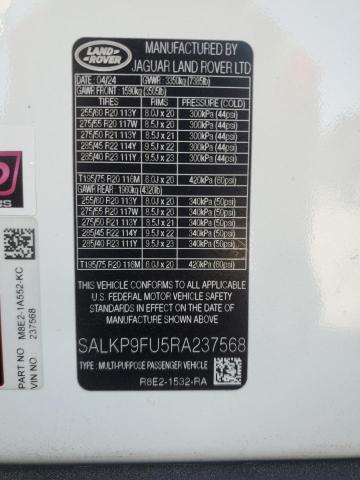 LAND ROVER
MANUFACTURED BY
JAGUAR LAND ROVER LTD
DATE : 04/24 GVWR : 3350kg (7385lb)
GAWR FRONT : 1590kg (3505lb)
TIRES RIMS PRESSURE (COLD)
255/60 R20 113Y 8.0J x 20 300kPa (44psi)
275/55 R20 117W 8.0J x 20 300kPa (44psi)
275/50 R21 113Y 8.5J x 21 300kPa (44psi)
285/45 R22 114Y 9.5J x 22 300kPa (44psi)
285/40 R23 111Y 9.5J x 23 300kPa (44psi)
T195/75 R20 116M 6.0J x 20 420kPa (60psi)
GAWR REAR : 1960kg (4320lb)
255/60 R20 113Y 8.0J x 20 340kPa (50psi)
275/55 R20 117W 8.0J x 20 340kPa (50psi)
275/50 R21 113Y 8.5J x 21 340kPa (50psi)
285/45 R22 114Y 9.5J x 22 340kPa (50psi)
285/40 R23 111Y 9.5J x 23 340kPa (50psi)
T195/75 R20 116M 6.0J x 20 420kPa (60psi)
THIS VEHICLE CONFORMS TO ALL APPLICABLE
FEDERAL MOTOR VEHICLE SAFETY
STANDARDS IN EFFECT ON THE DATE OF
MANUFACTURE SHOWN ABOVE
SALKP9FU5RA237568
TYPE : MULTI-PURPOSE PASSENGER VEHICLE
R8E2-1532-RA
M8E2-1A552-KC
VIN NO 237568